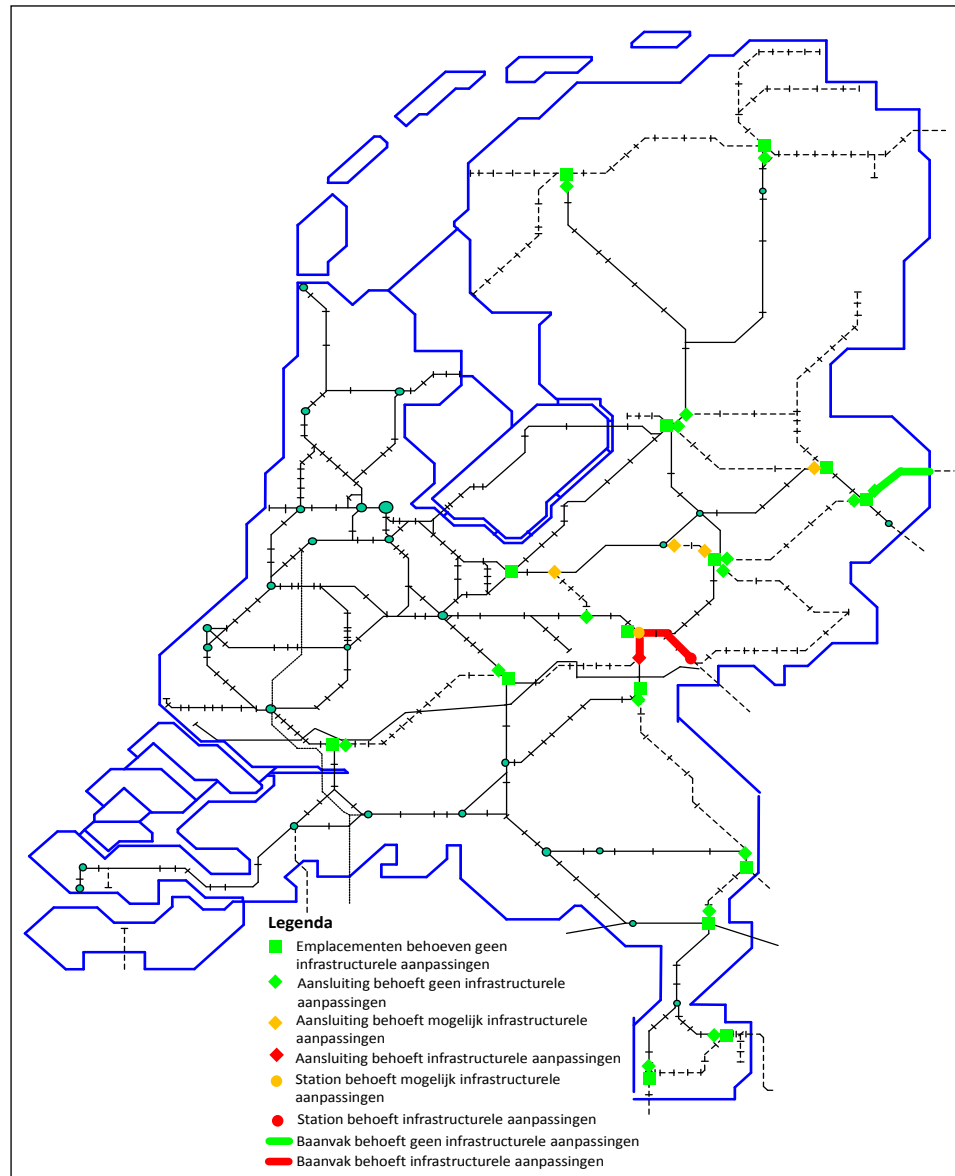 Legenda
Emplacementen behoeven geen
infrastructurele aanpassingen
Aansluiting behoeft geen infrastructurele
aanpassingen
Aansluiting behoeft mogelijk infrastructurele
aanpassingen
Aansluiting behoeft infrastructurele aanpassingen
Station behoeft mogelijk infrastructurele
aanpassingen
Station behoeft infrastructurele aanpassingen
Baanvak behoeft geen infrastructurele aanpassingen
Baanvak behoeft infrastructurele aanpassingen